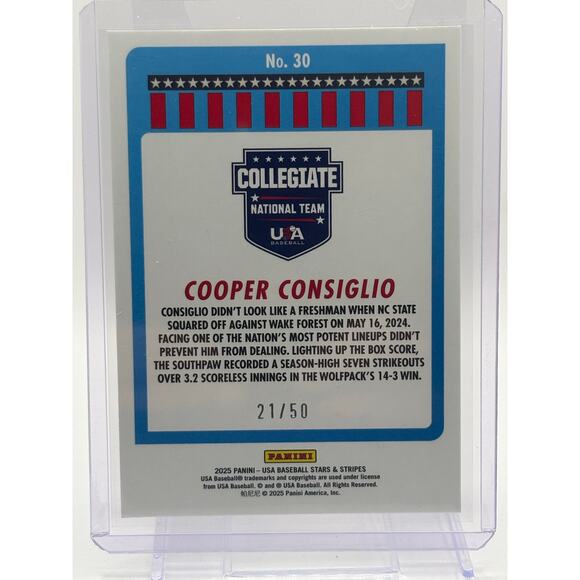 No. 30
COLLEGIATE
NATIONAL TEAM
USA
BASEBALL
COOPER CONSIGLIO
CONSIGLIO DIDN'T LOOK LIKE A FRESHMAN WHEN NC STATE
SQUARED OFF AGAINST WAKE FOREST ON MAY 16, 2024.
FACING ONE OF THE NATION'S MOST POTENT LINEUPS DIDN'T
PREVENT HIM FROM DEALING. LIGHTING UP THE BOX SCORE,
THE SOUTHPAW RECORDED A SEASON-HIGH SEVEN STRIKEOUTS
OVER 3.2 SCORELESS INNINGS IN THE WOLFPACK'S 14-3 WIN.
21/50
PANINI
2025 PANINI – USA BASEBALL STARS & STRIPES
USA Baseball® trademarks and copyrights are used under license
from USA Baseball. © and ® USA Baseball. All Rights Reserved.
帕尼尼 © 2025 Panini America, Inc.